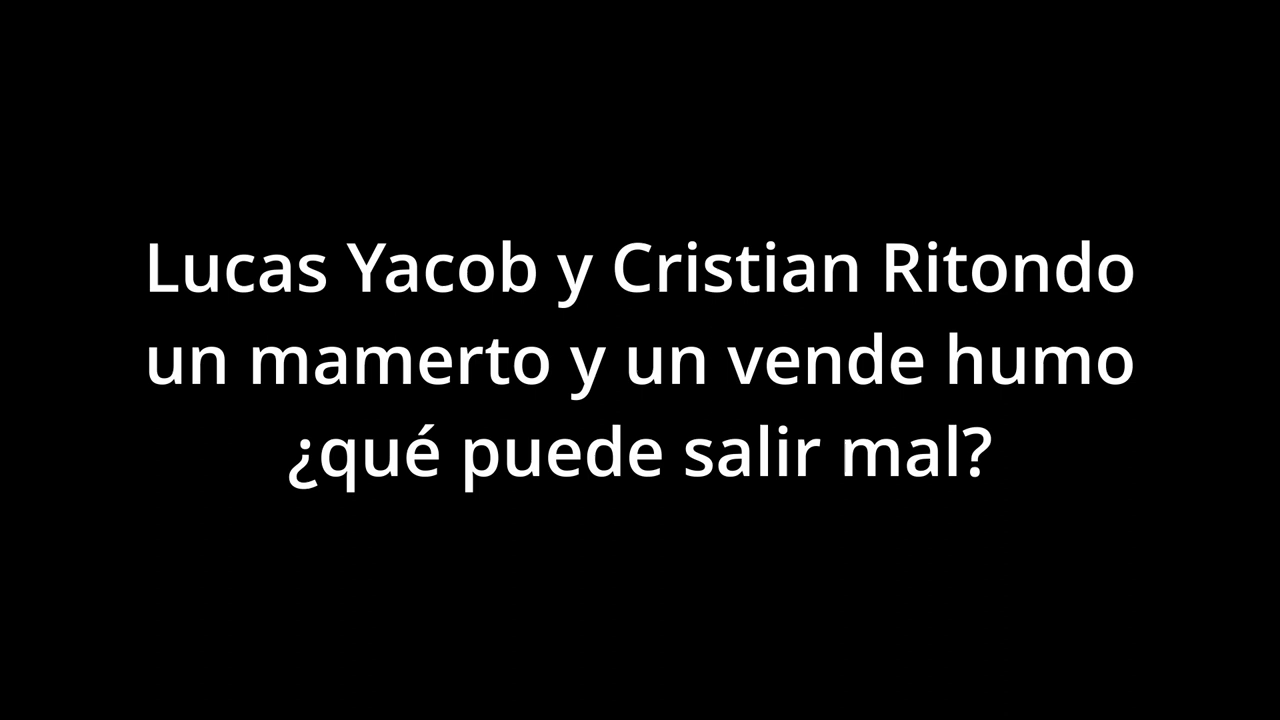 Lucas Yacob y Cristian Ritondo
un mamerto y un vende humo
¿qué puede salir mal?